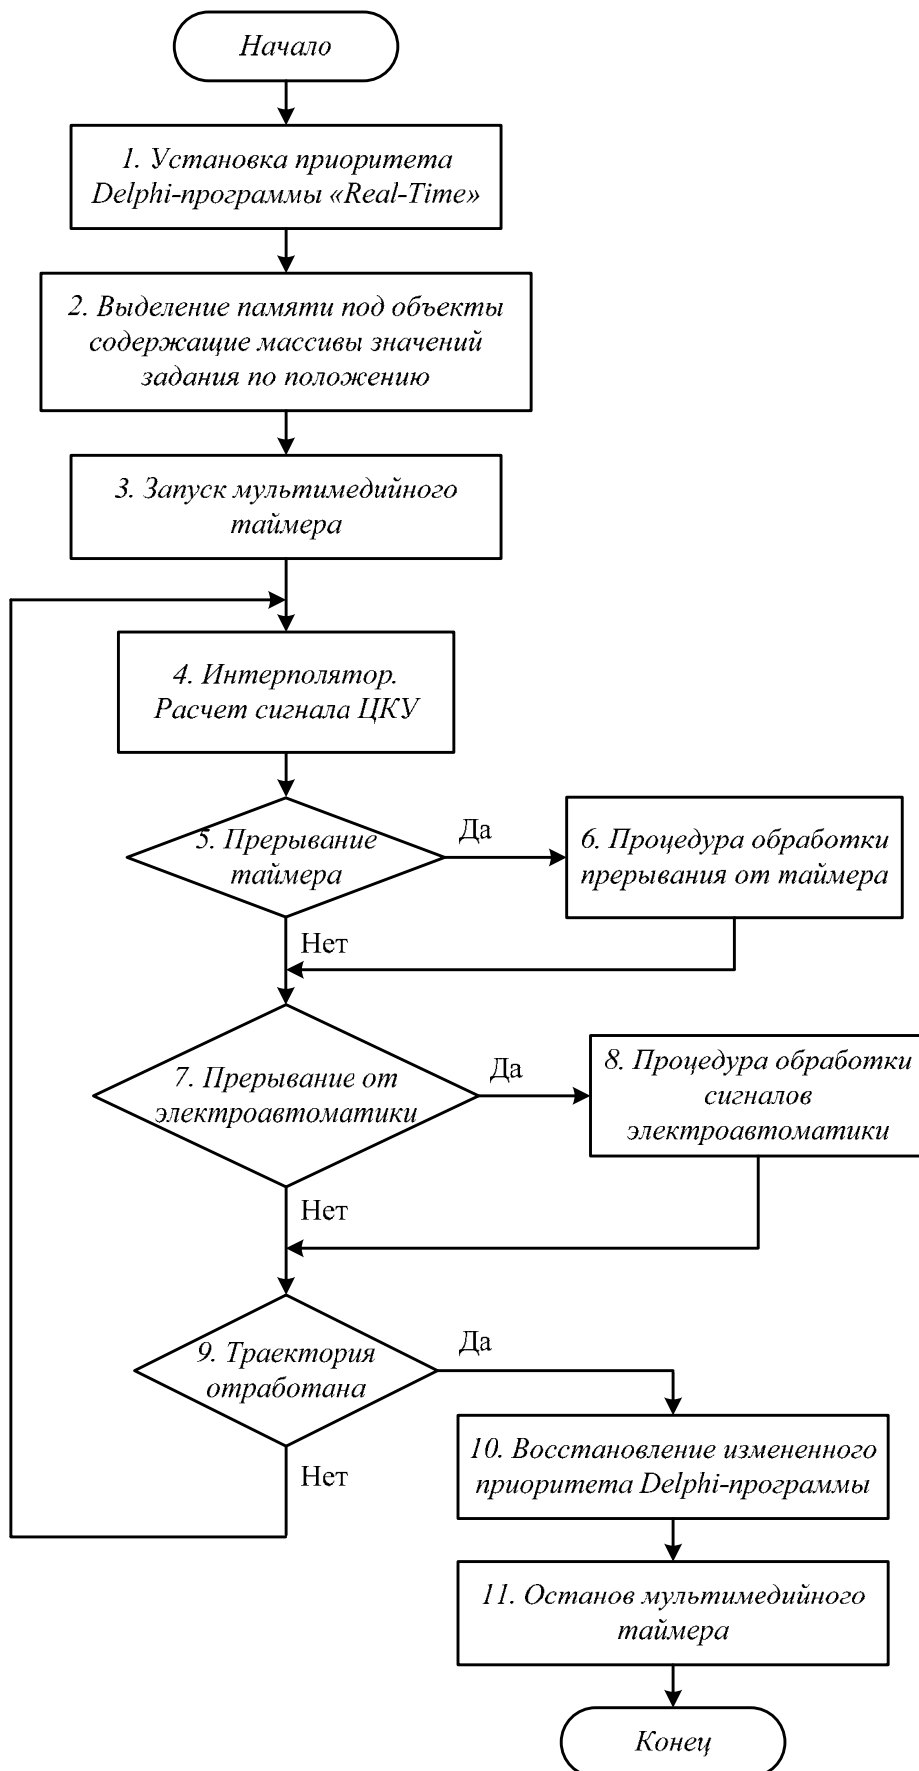 Начало
1. Установка приоритета
Delphi-программы «Real-Time»
2. Выделение памяти под объекты
содержащие массивы значений
задания по положению
3. Запуск мультимедийного
таймера
4. Интерполятор.
Расчет сигнала ЦКУ
5. Прерывание
таймера
Да
6. Процедура обработки
прерывания от таймера
Нет
7. Прерывание от
электроавтоматики
Да
8. Процедура обработки
сигналов
электроавтоматики
Нет
9. Траектория
отработана
Да
Нет
10. Восстановление измененного
приоритета Delphi-программы
11. Останов мультимедийного
таймера
Конец